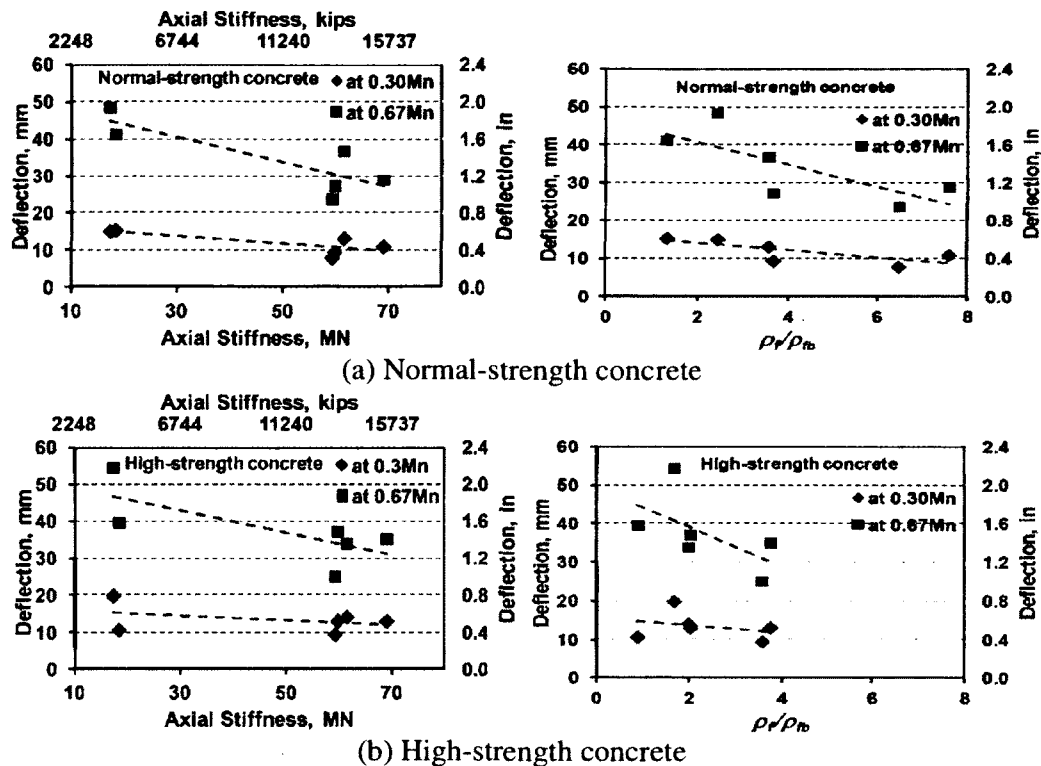 Axial Stiffness, kips
2248 6744 11240 15737
60
50
40
30
20
10
0
Deflection, mm
Normal-strength concrete
◆ at 0.30Mn
■ at 0.67Mn
2.4
2.0
1.6
1.2
0.8
0.4
0.0
Deflection, in
10 30 50 70
Axial Stiffness, MN
60
50
40
30
20
10
0
Deflection, mm
Normal-strength concrete
◆ at 0.30Mn
■ at 0.67Mn
2.4
2.0
1.6
1.2
0.8
0.4
0.0
Deflection, in
0 2 4 6 8
ρf/ρfb
(a) Normal-strength concrete
Axial Stiffness, kips
2248 6744 11240 15737
60
50
40
30
20
10
0
Deflection, mm
High-strength concrete
◆ at 0.3Mn
■ at 0.67Mn
2.4
2.0
1.6
1.2
0.8
0.4
0.0
Deflection, in
10 30 50 70
Axial Stiffness, MN
60
50
40
30
20
10
0
Deflection, mm
High-strength concrete
◆ at 0.30Mn
■ at 0.67Mn
2.4
2.0
1.6
1.2
0.8
0.4
0.0
Deflection, in
0 2 4 6 8
ρf/ρfb
(b) High-strength concrete